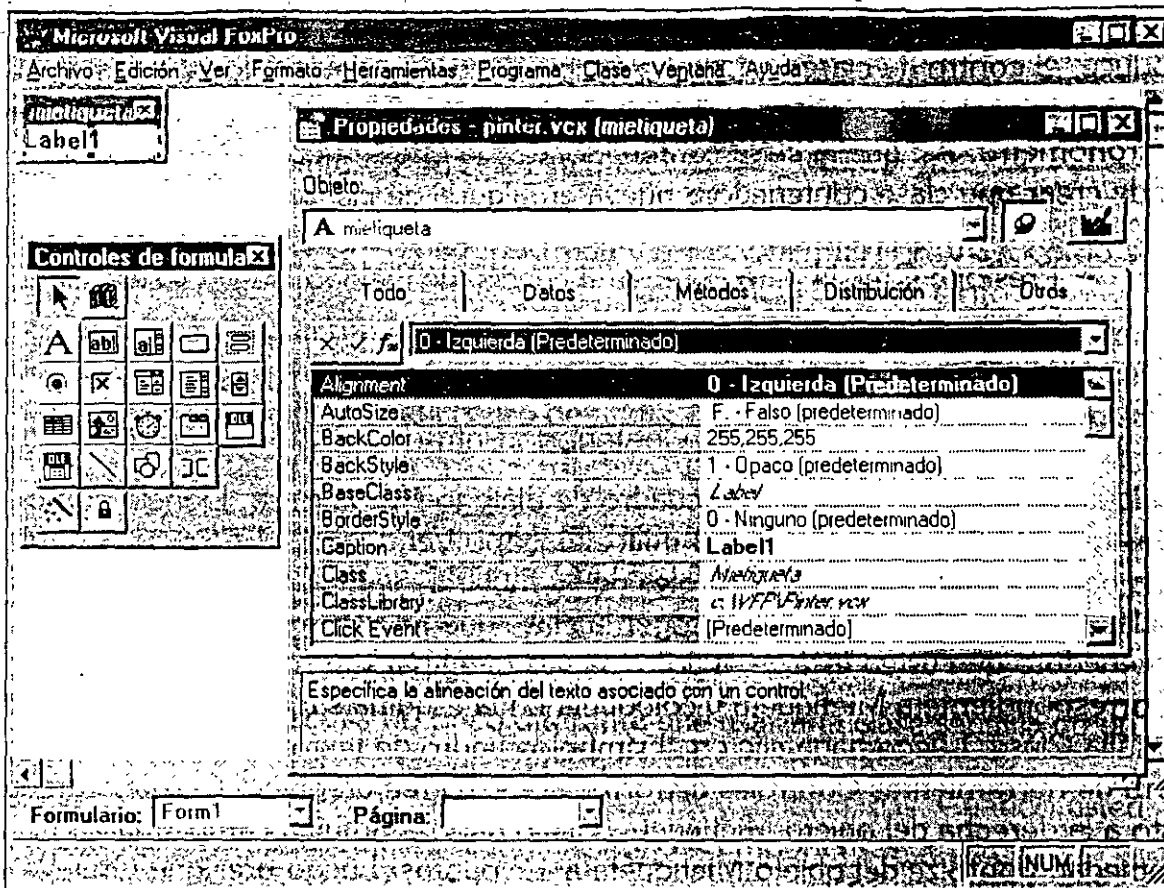 Microsoft Visual FoxPro
Archivo Edición Ver Formato Herramientas Programa Clase Ventana Ayuda
mietiqueta
Label1
Propiedades - pinter.vcx (mietiqueta)
Objeto:
A mietiqueta
Controles de formula
Todo Datos Métodos Distribución Otros
0 - Izquierda (Predeterminado)
Alignment 0 - Izquierda (Predeterminado)
AutoSize .F. - Falso (predeterminado)
BackColor 255,255,255
BackStyle 1 - Opaco (predeterminado)
BaseClass Label
BorderStyle 0 - Ninguno (predeterminado)
Caption Label1
Class Mietiqueta
ClassLibrary c:\VFP\Pinter.vcx
Click Event [Predeterminado]
Especifica la alineación del texto asociado con un control.
Formulario: Form1 Página:
NUM